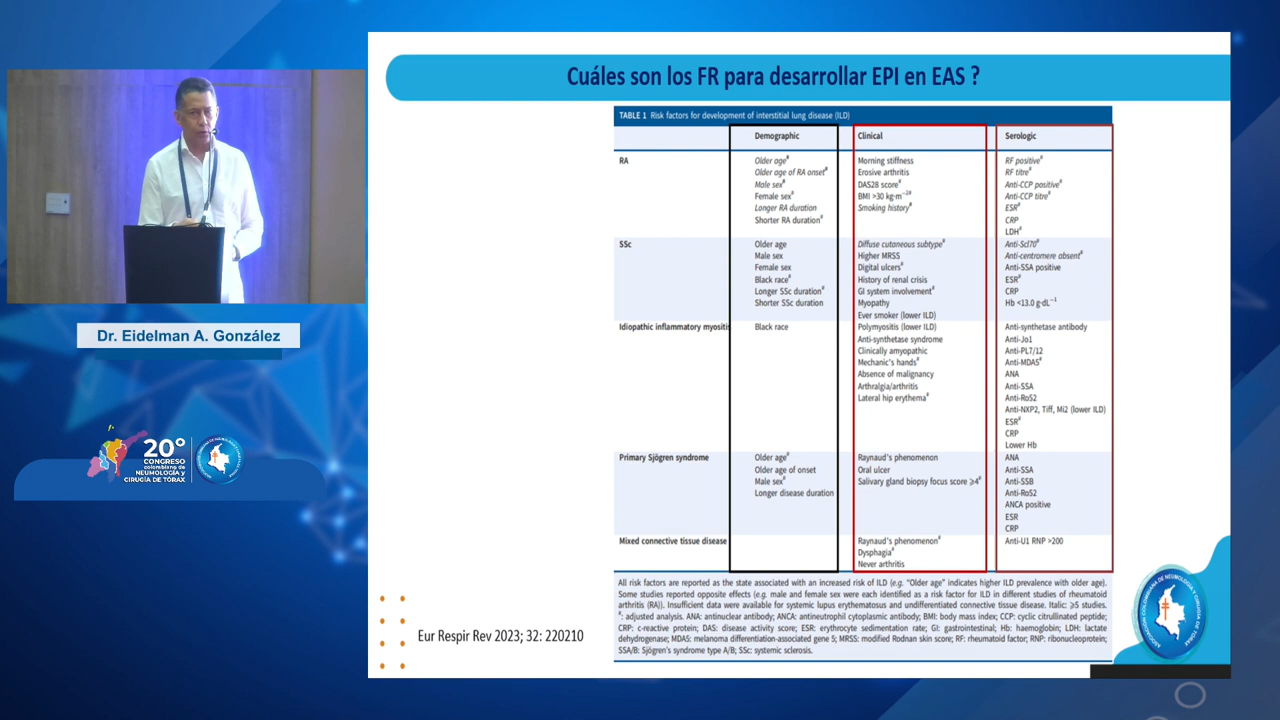 Cuáles son los FR para desarrollar EPI en EAS ?
TABLE 1 Risk factors for development of interstitial lung disease (ILD)
Demographic Clinical Serologic
RA
Older age#
Older age of RA onset#
Male sex#
Female sex#
Longer RA duration
Shorter RA duration#
Morning stiffness
Erosive arthritis
DAS28 score#
BMI >30 kg·m−2#
Smoking history#
RF positive#
RF titre#
Anti-CCP positive#
Anti-CCP titre#
ESR#
CRP
LDH#
SSc
Older age
Male sex
Female sex
Black race#
Longer SSc duration#
Shorter SSc duration
Diffuse cutaneous subtype#
Higher MRSS
Digital ulcers#
History of renal crisis
GI system involvement#
Myopathy
Ever smoker (lower ILD)
Anti-Scl70#
Anti-centromere absent#
Anti-SSA positive
ESR#
CRP
Hb <13.0 g·dL−1
Idiopathic inflammatory myositis
Black race
Polymyositis (lower ILD)
Anti-synthetase syndrome
Clinically amyopathic
Mechanic's hands#
Absence of malignancy
Arthralgia/arthritis
Lateral hip erythema#
Anti-synthetase antibody
Anti-Jo1
Anti-PL7/12
Anti-MDA5#
ANA
Anti-SSA
Anti-Ro52
Anti-NXP2, Tiff, Mi2 (lower ILD)
ESR#
CRP
Lower Hb
Primary Sjögren syndrome
Older age#
Older age of onset
Male sex#
Longer disease duration
Raynaud's phenomenon
Oral ulcer
Salivary gland biopsy focus score ⩾4#
ANA
Anti-SSA
Anti-SSB
Anti-Ro52
ANCA positive
ESR
CRP
Mixed connective tissue disease
Raynaud's phenomenon#
Dysphagia#
Never arthritis
Anti-U1 RNP >200
All risk factors are reported as the state associated with an increased risk of ILD (e.g. "Older age" indicates higher ILD prevalence with older age).
Some studies reported opposite effects (e.g. male and female sex were each identified as a risk factor for ILD in different studies of rheumatoid
arthritis (RA)). Insufficient data were available for systemic lupus erythematosus and undifferentiated connective tissue disease. Italic: ⩾5 studies.
#: adjusted analysis. ANA: antinuclear antibody; ANCA: antineutrophil cytoplasmic antibody; BMI: body mass index; CCP: cyclic citrullinated peptide;
CRP: c-reactive protein; DAS: disease activity score; ESR: erythrocyte sedimentation rate; GI: gastrointestinal; Hb: haemoglobin; LDH: lactate
dehydrogenase; MDA5: melanoma differentiation-associated gene 5; MRSS: modified Rodnan skin score; RF: rheumatoid factor; RNP: ribonucleoprotein;
SSA/B: Sjögren's syndrome type A/B; SSc: systemic sclerosis.
Eur Respir Rev 2023; 32: 220210
Dr. Eidelman A. González
20°
CONGRESO
colombiano de
NEUMOLOGÍA y
CIRUGÍA DE TÓRAX